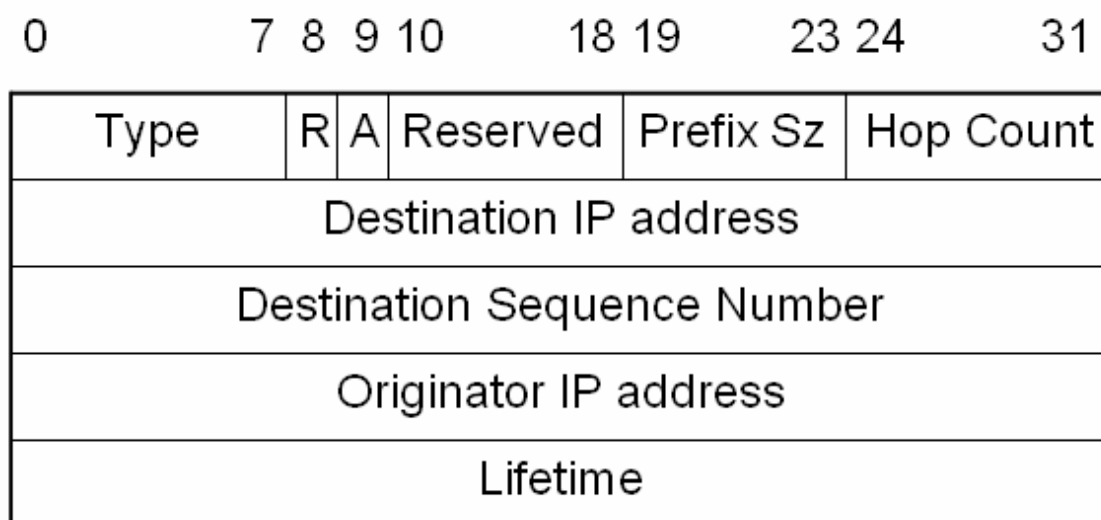 0 7 8 9 10 18 19 23 24 31
Type R A Reserved Prefix Sz Hop Count
Destination IP address
Destination Sequence Number
Originator IP address
Lifetime